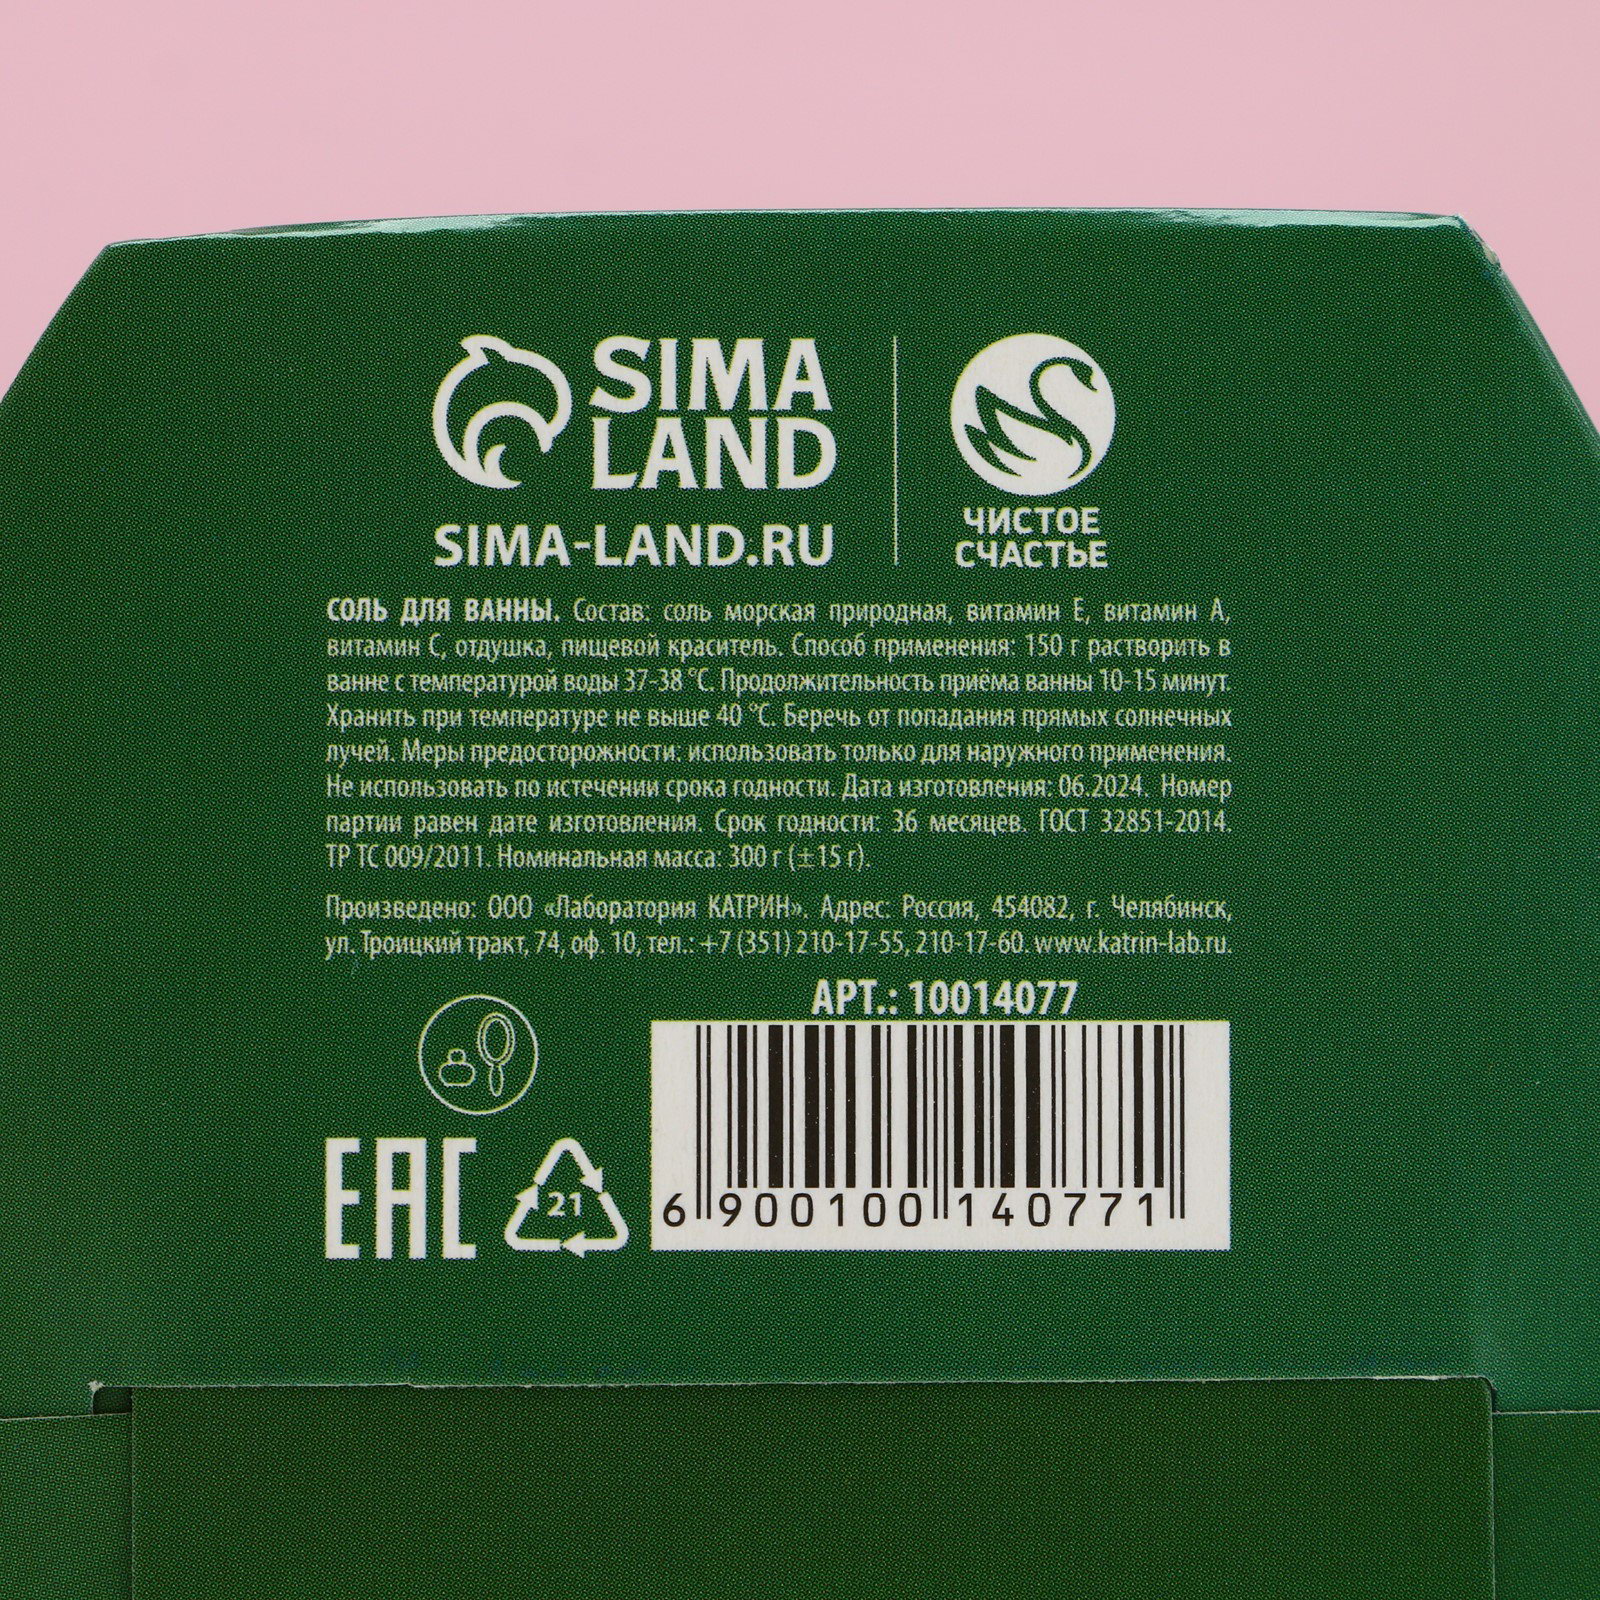 SIMA
LAND
SIMA-LAND.RU
ЧИСТОЕ
СЧАСТЬЕ
СОЛЬ ДЛЯ ВАННЫ. Состав: соль морская природная, витамин Е, витамин А,
витамин С, отдушка, пищевой краситель. Способ применения: 150 г растворить в
ванне с температурой воды 37-38 °С. Продолжительность приёма ванны 10-15 минут.
Хранить при температуре не выше 40 °С. Беречь от попадания прямых солнечных
лучей. Меры предосторожности: использовать только для наружного применения.
Не использовать по истечении срока годности. Дата изготовления: 06.2024. Номер
партии равен дате изготовления. Срок годности: 36 месяцев. ГОСТ 32851-2014.
ТР ТС 009/2011. Номинальная масса: 300 г (±15 г).
Произведено: ООО «Лаборатория КАТРИН». Адрес: Россия, 454082, г. Челябинск,
ул. Троицкий тракт, 74, оф. 10, тел.: +7 (351) 210-17-55, 210-17-60. www.katrin-lab.ru.
АРТ.: 10014077
EAC
21
6 900100 140771